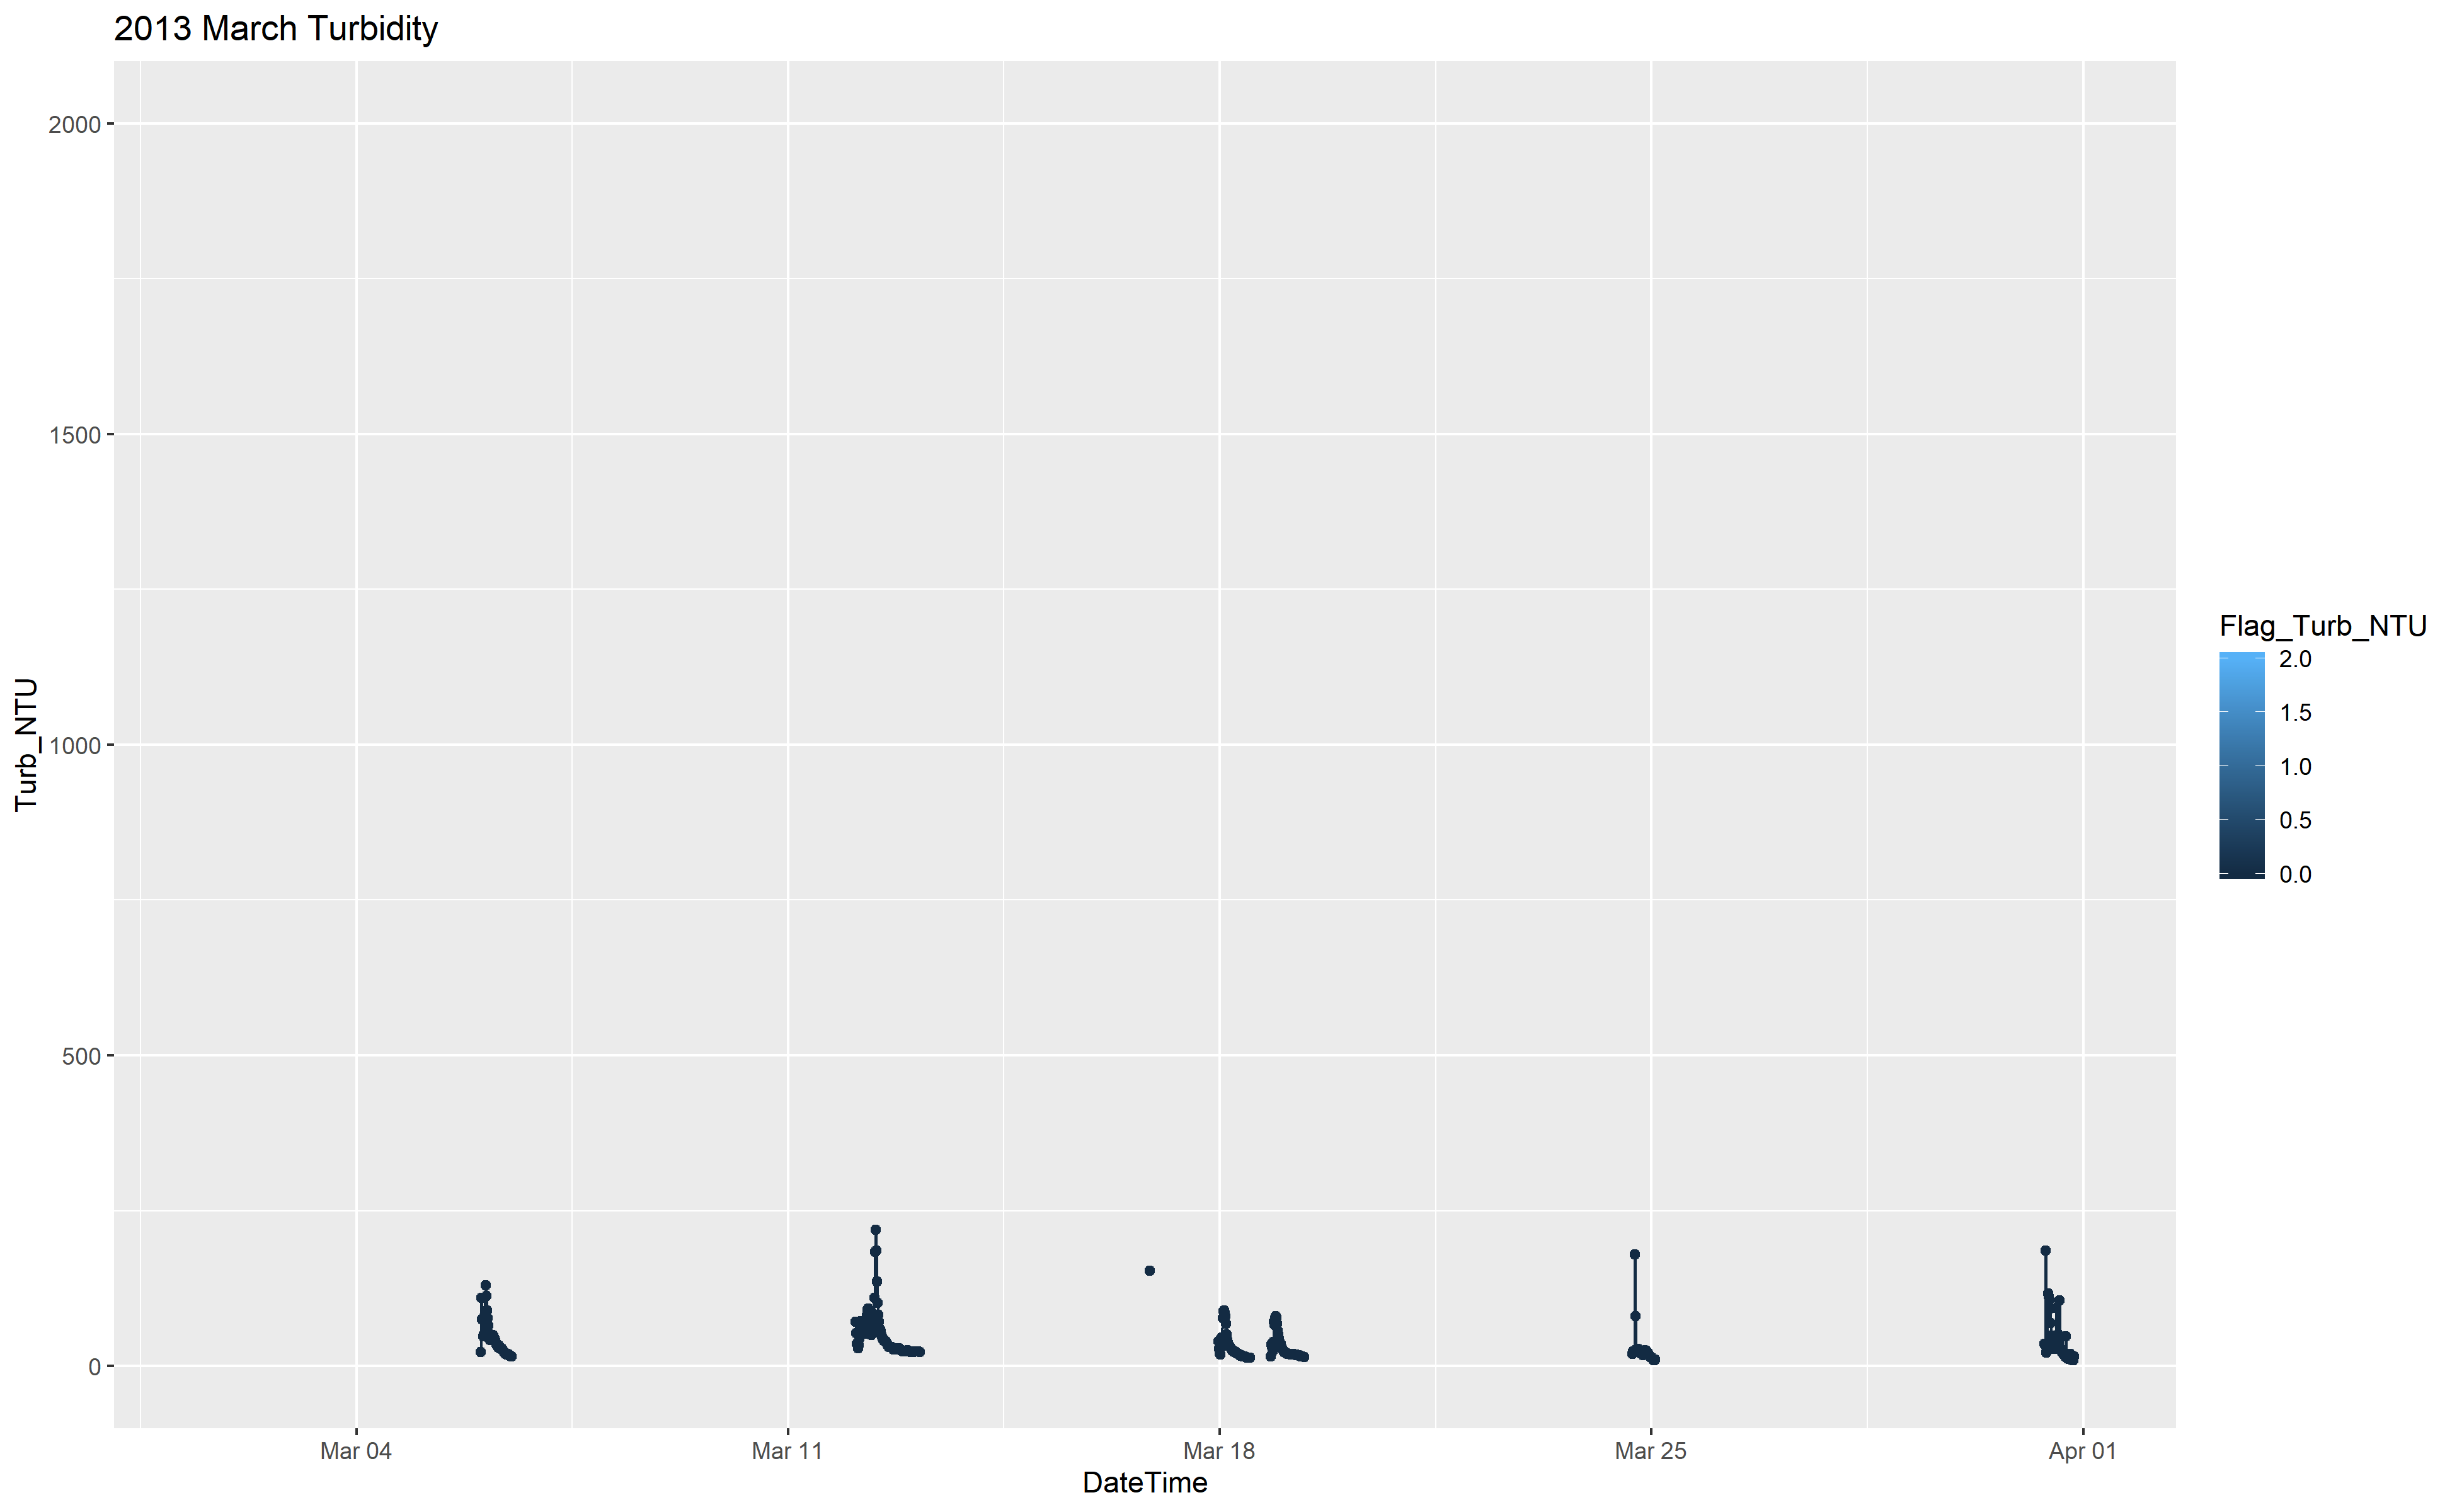 2013 March Turbidity
2000
1500
1000
500
0
Turb_NTU
Mar 04
Mar 11
Mar 18
Mar 25
Apr 01
DateTime
Flag_Turb_NTU
2.0
1.5
1.0
0.5
0.0